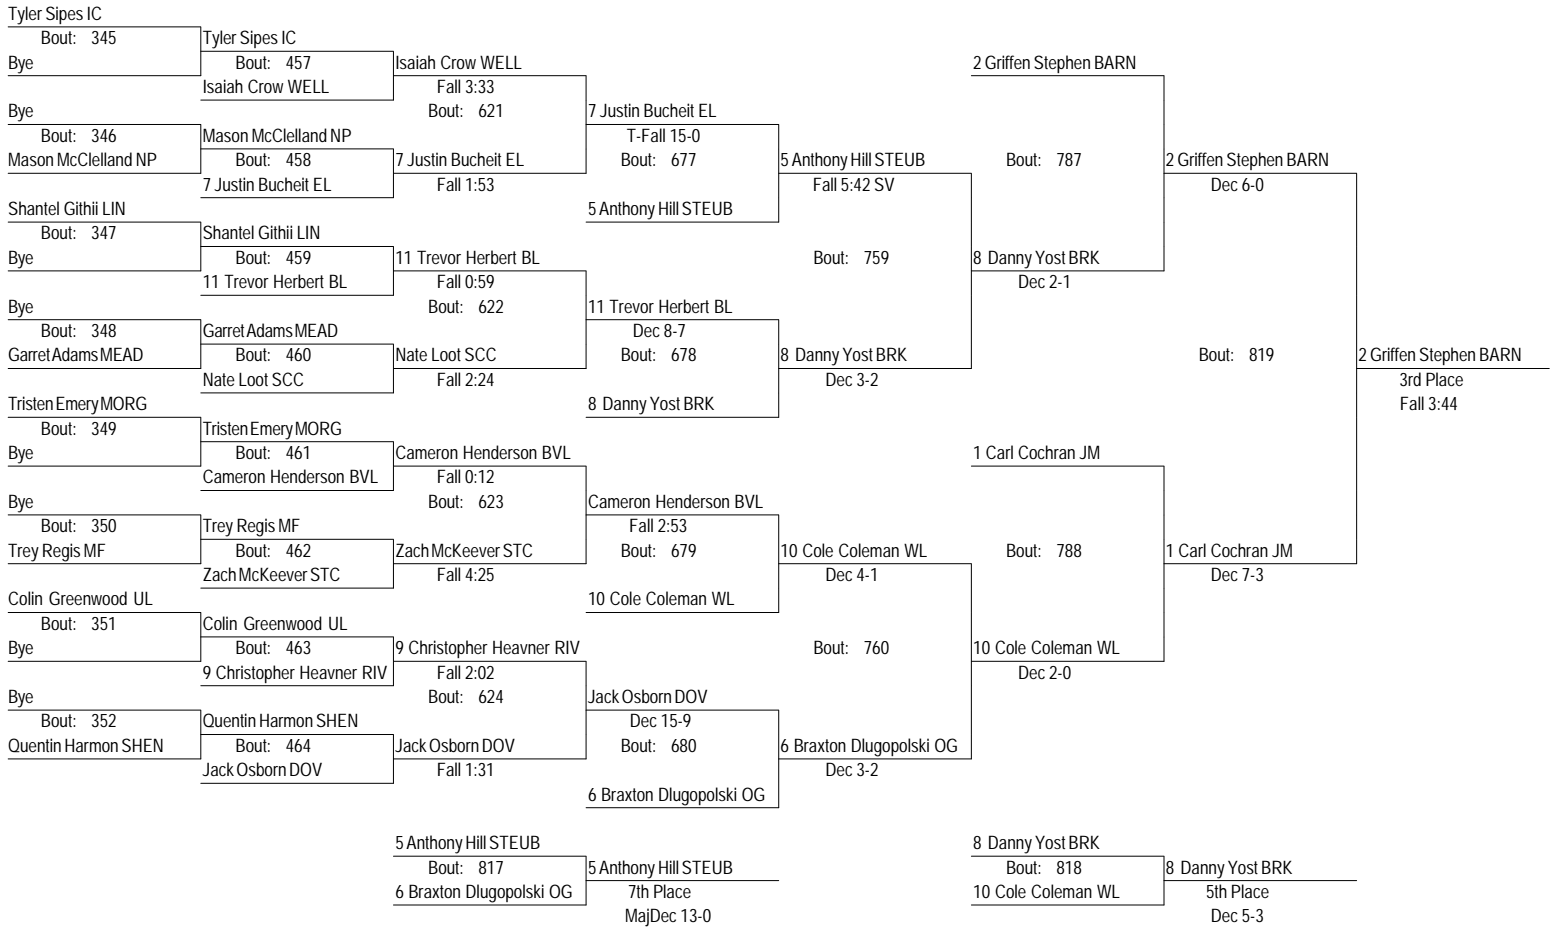 Tyler Sipes IC
Bout: 345
Bye
Bye
Bout: 346
Mason McClelland NP
Shantel Githii LIN
Bout: 347
Bye
Bye
Bout: 348
Garret Adams MEAD
Tristen Emery MORG
Bout: 349
Bye
Bye
Bout: 350
Trey Regis MF
Colin Greenwood UL
Bout: 351
Bye
Bye
Bout: 352
Quentin Harmon SHEN
Tyler Sipes IC
Bout: 457
Isaiah Crow WELL
Mason McClelland NP
Bout: 458
7 Justin Bucheit EL
Shantel Githii LIN
Bout: 459
11 Trevor Herbert BL
Garret Adams MEAD
Bout: 460
Nate Loot SCC
Tristen Emery MORG
Bout: 461
Cameron Henderson BVL
Trey Regis MF
Bout: 462
Zach McKeever STC
Colin Greenwood UL
Bout: 463
9 Christopher Heavner RIV
Quentin Harmon SHEN
Bout: 464
Jack Osborn DOV
Isaiah Crow WELL
Fall 3:33
Bout: 621
7 Justin Bucheit EL
Fall 1:53
11 Trevor Herbert BL
Fall 0:59
Bout: 622
Nate Loot SCC
Fall 2:24
Cameron Henderson BVL
Fall 0:12
Bout: 623
Zach McKeever STC
Fall 4:25
9 Christopher Heavner RIV
Fall 2:02
Bout: 624
Jack Osborn DOV
Fall 1:31
7 Justin Bucheit EL
T-Fall 15-0
Bout: 677
5 Anthony Hill STEUB
11 Trevor Herbert BL
Dec 8-7
Bout: 678
8 Danny Yost BRK
Cameron Henderson BVL
Fall 2:53
Bout: 679
10 Cole Coleman WL
Jack Osborn DOV
Dec 15-9
Bout: 680
6 Braxton Dlugopolski OG
5 Anthony Hill STEUB
Fall 5:42 SV
Bout: 759
8 Danny Yost BRK
Dec 3-2
10 Cole Coleman WL
Dec 4-1
Bout: 760
6 Braxton Dlugopolski OG
Dec 3-2
2 Griffen Stephen BARN
Bout: 787
8 Danny Yost BRK
Dec 2-1
1 Carl Cochran JM
Bout: 788
10 Cole Coleman WL
Dec 2-0
2 Griffen Stephen BARN
Dec 6-0
Bout: 819
1 Carl Cochran JM
Dec 7-3
2 Griffen Stephen BARN
3rd Place
Fall 3:44
5 Anthony Hill STEUB
Bout: 817
6 Braxton Dlugopolski OG
5 Anthony Hill STEUB
7th Place
MajDec 13-0
8 Danny Yost BRK
Bout: 818
10 Cole Coleman WL
8 Danny Yost BRK
5th Place
Dec 5-3